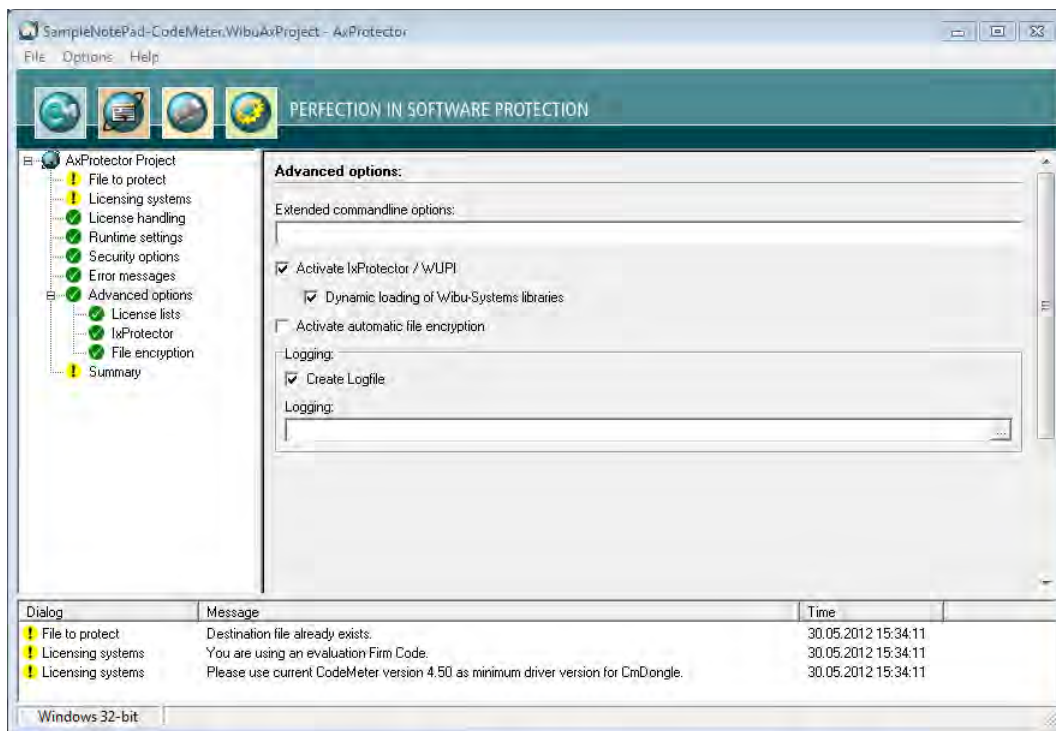 SampleNotePad-CodeMeter.WibuAxProject - AxProtector
File Options Help
PERFECTION IN SOFTWARE PROTECTION
AxProtector Project
File to protect
Licensing systems
License handling
Runtime settings
Security options
Error messages
Advanced options
License lists
IxProtector
File encryption
Summary
Advanced options:
Extended commandline options:
Activate IxProtector / WUPI
Dynamic loading of Wibu-Systems libraries
Activate automatic file encryption
Logging:
Create Logfile
Logging:
...
Dialog Message Time
File to protect Destination file already exists. 30.05.2012 15:34:11
Licensing systems You are using an evaluation Firm Code. 30.05.2012 15:34:11
Licensing systems Please use current CodeMeter version 4.50 as minimum driver version for CmDongle. 30.05.2012 15:34:11
Windows 32-bit